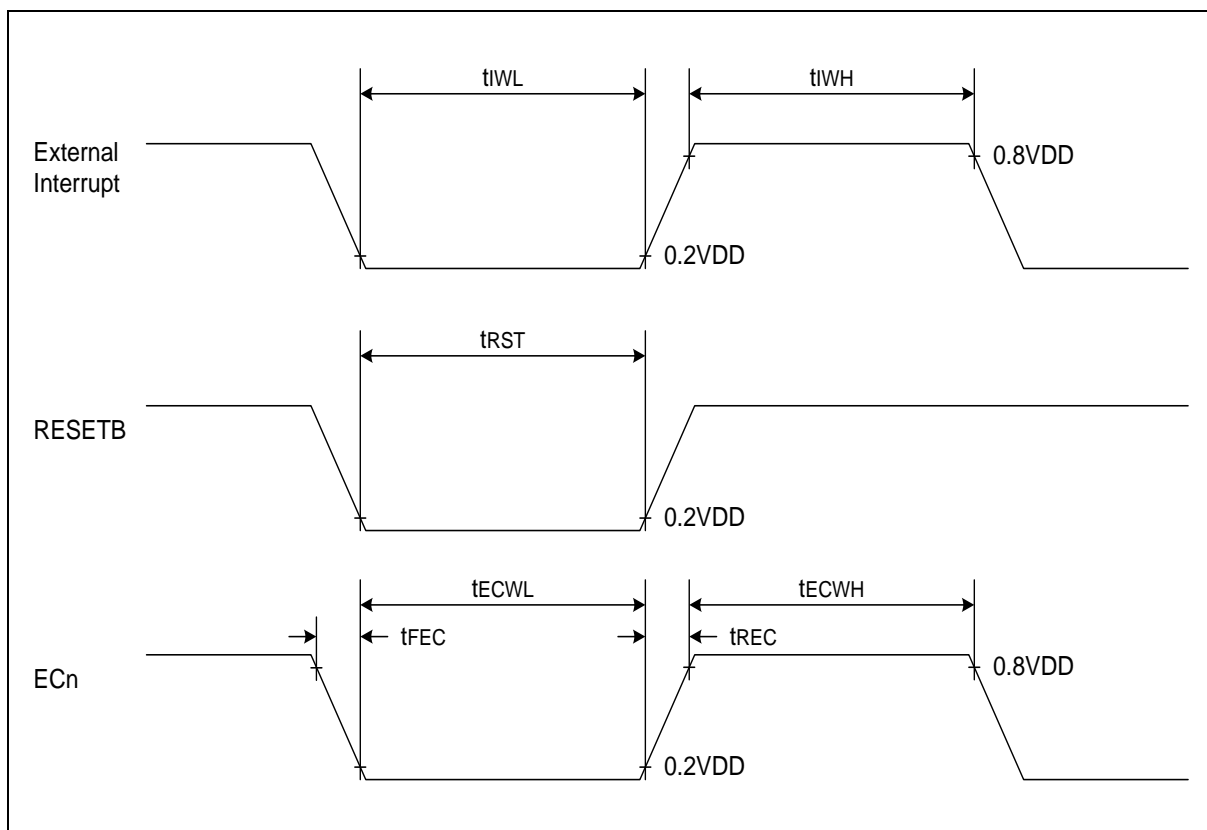 tIWL
tIWH
External
Interrupt
0.8VDD
0.2VDD
tRST
RESETB
0.2VDD
tECWL
tECWH
tFEC
tREC
ECn
0.8VDD
0.2VDD